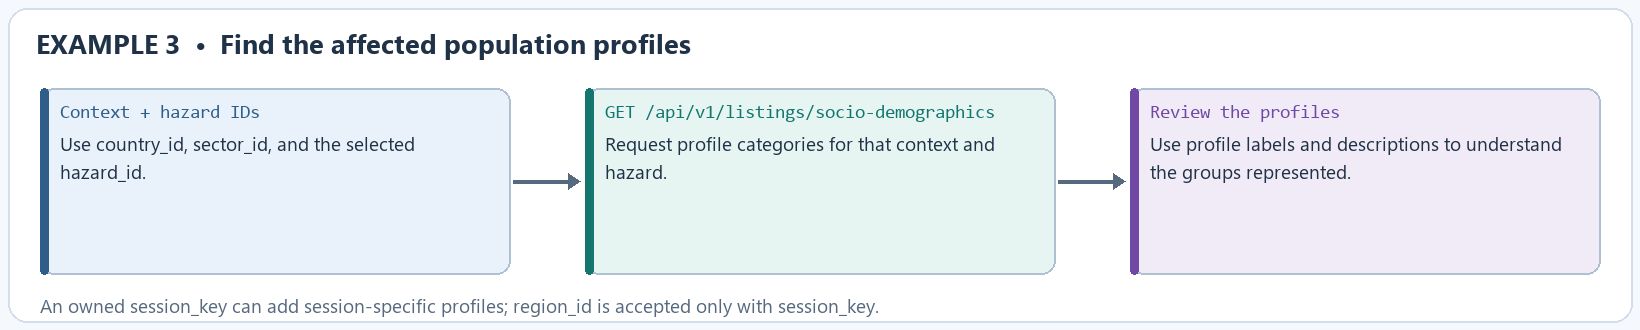 EXAMPLE 3 • Find the affected population profiles
Context + hazard IDs
Use country_id, sector_id, and the selected
hazard_id.
GET /api/v1/listings/socio-demographics
Request profile categories for that context and
hazard.
Review the profiles
Use profile labels and descriptions to understand
the groups represented.
An owned session_key can add session-specific profiles; region_id is accepted only with session_key.